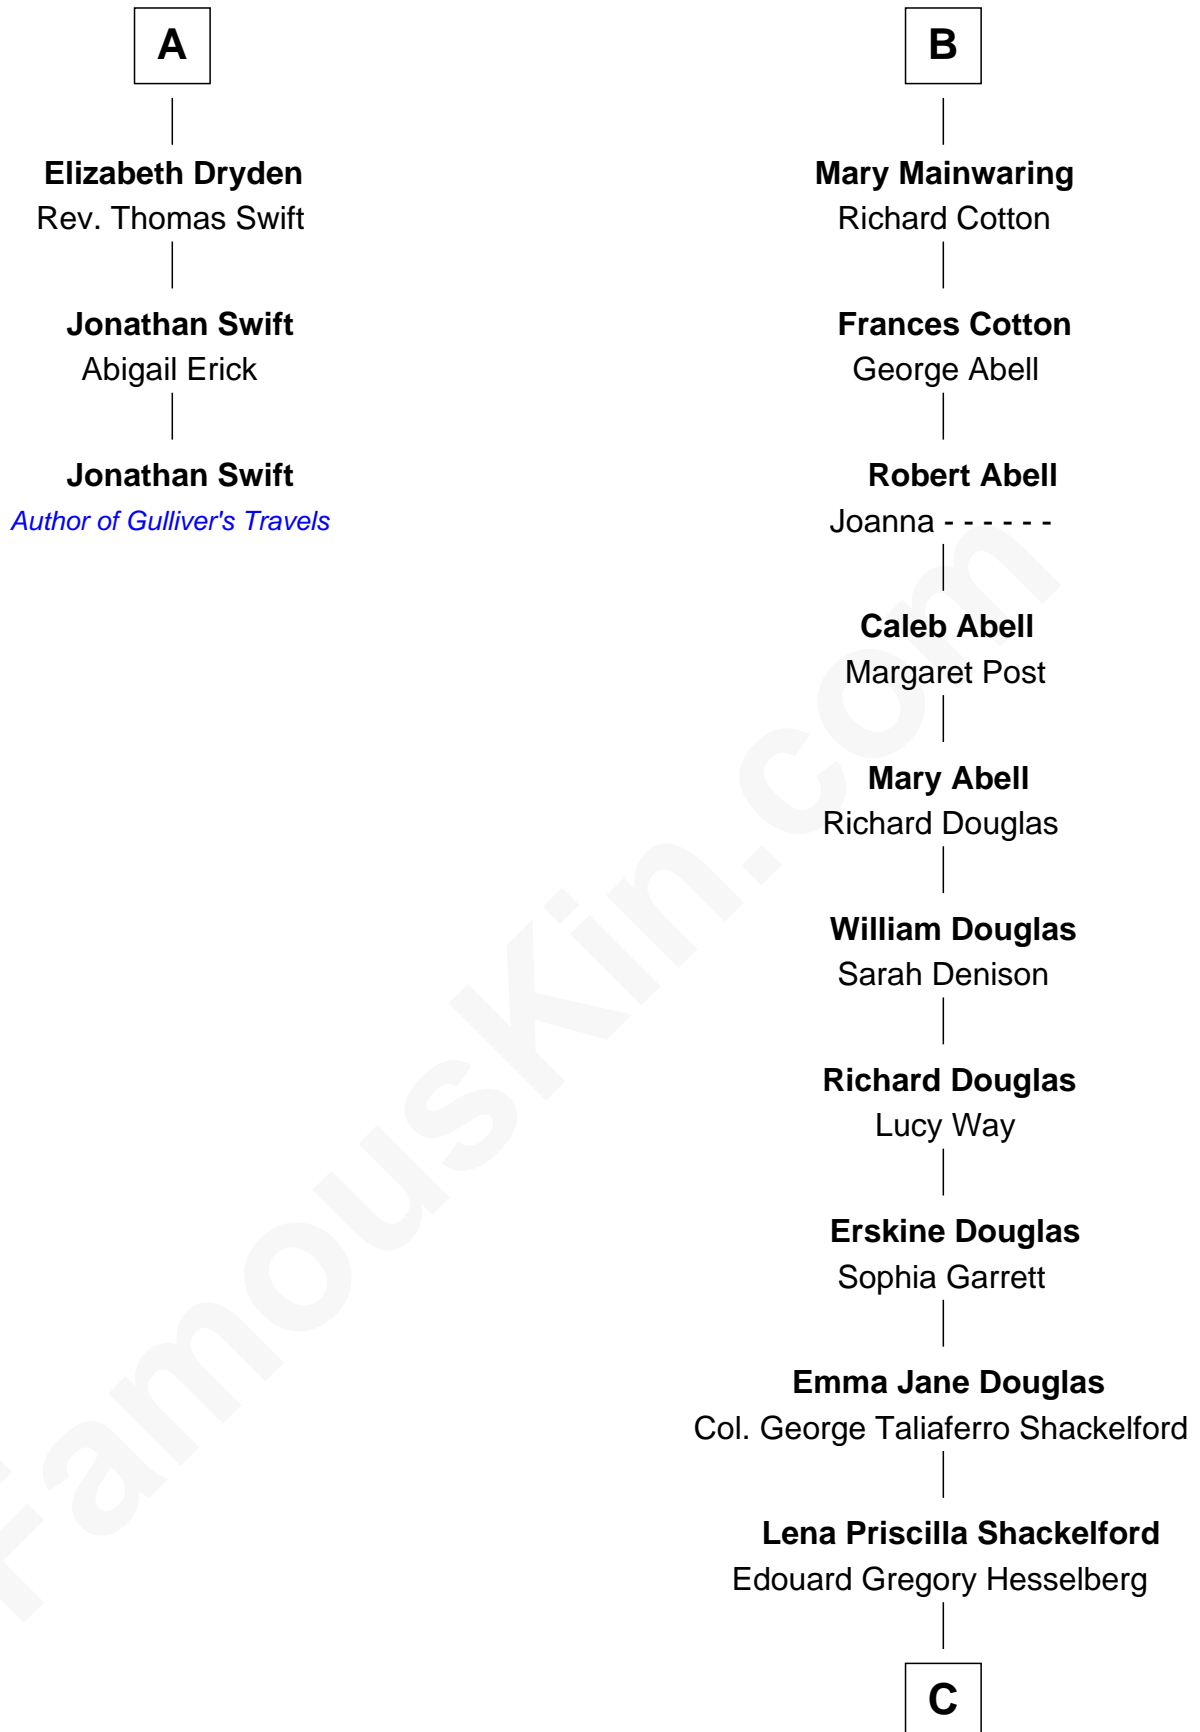 A
Elizabeth Dryden
Rev. Thomas Swift
Jonathan Swift
Abigail Erick
Jonathan Swift
Author of Gulliver's Travels
B
Mary Mainwaring
Richard Cotton
Frances Cotton
George Abell
Robert Abell
Joanna - - - - - -
Caleb Abell
Margaret Post
Mary Abell
Richard Douglas
William Douglas
Sarah Denison
Richard Douglas
Lucy Way
Erskine Douglas
Sophia Garrett
Emma Jane Douglas
Col. George Taliaferro Shackelford
Lena Priscilla Shackelford
Edouard Gregory Hesselberg
C
FamousKin.com